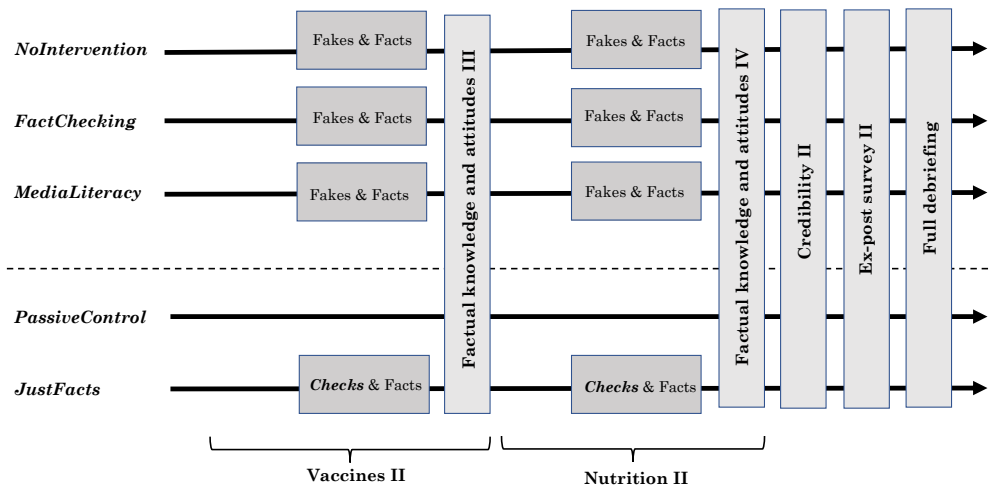 NoIntervention
Fakes & Facts
Fakes & Facts
FactChecking
Fakes & Facts
Fakes & Facts
MediaLiteracy
Fakes & Facts
Fakes & Facts
PassiveControl
JustFacts
Checks & Facts
Checks & Facts
Factual knowledge and attitudes III
Factual knowledge and attitudes IV
Credibility II
Ex-post survey II
Full debriefing
Vaccines II
Nutrition II